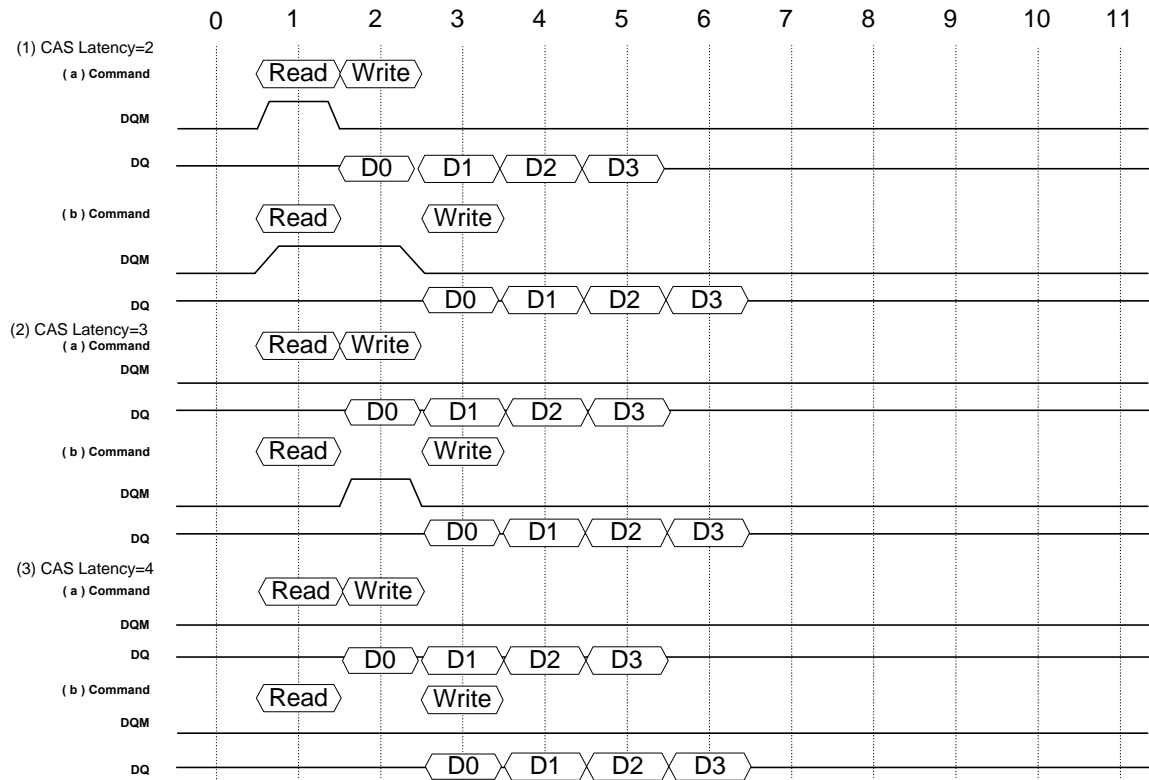 0 1 2 3 4 5 6 7 8 9 10 11
(1) CAS Latency=2
( a ) Command Read Write
DQM
DQ D0 D1 D2 D3
( b ) Command Read Write
DQM
DQ D0 D1 D2 D3
(2) CAS Latency=3
( a ) Command Read Write
DQM
DQ D0 D1 D2 D3
( b ) Command Read Write
DQM
DQ D0 D1 D2 D3
(3) CAS Latency=4
( a ) Command Read Write
DQM
DQ D0 D1 D2 D3
( b ) Command Read Write
DQM
DQ D0 D1 D2 D3